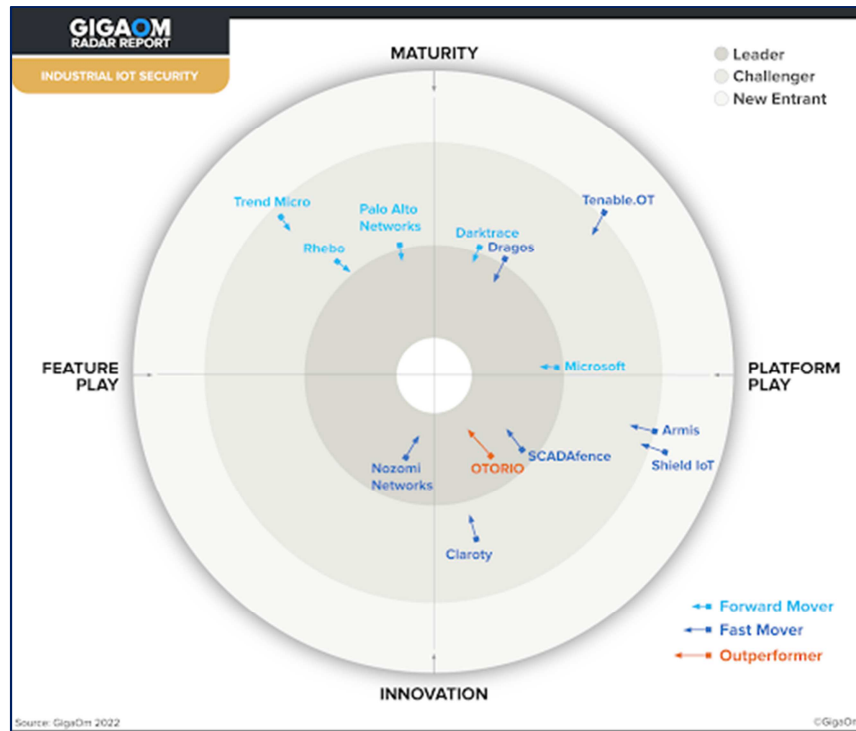 GIGAOM
RADAR REPORT
INDUSTRIAL IOT SECURITY
MATURITY
Leader
Challenger
New Entrant
Trend Micro
Palo Alto
Networks
Rhebo
Darktrace
Dragos
Tenable.OT
FEATURE
PLAY
Microsoft
PLATFORM
PLAY
Armis
Shield IoT
SCADAfence
OTORIO
Nozomi
Networks
Claroty
Forward Mover
Fast Mover
Outperformer
INNOVATION
Source: GigaOm 2022
©GigaOm